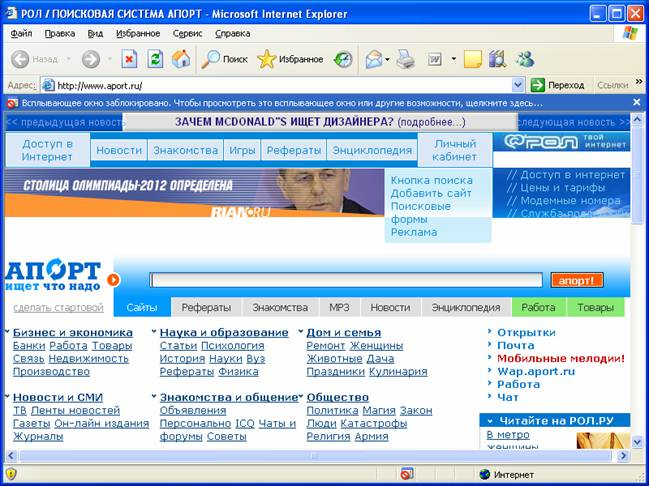 РОЛ / ПОИСКОВАЯ СИСТЕМА АПОРТ - Microsoft Internet Explorer
Файл Правка Вид Избранное Сервис Справка
Назад Поиск Избранное
Адрес: http://www.aport.ru/ Переход Ссылки »
Всплывающее окно заблокировано. Чтобы просмотреть это всплывающее окно или другие возможности, щелкните здесь...
<< предыдущая новость ЗАЧЕМ MCDONALD"S ИЩЕТ ДИЗАЙНЕРА? (подробнее...) следующая новость >>
Доступ в Интернет Новости Знакомства Игры Рефераты Энциклопедия Личный кабинет @РОЛ твой интернет
СТОЛИЦА ОЛИМПИАДЫ-2012 ОПРЕДЕЛЕНА
RIAN.RU
Кнопка поиска
Добавить сайт
Поисковые формы
Реклама
// Доступ в интернет
// Цены и тарифы
// Модемные номера
// Служба
АПОРТ
ищет что надо
апорт!
сделать стартовой Сайты Рефераты Знакомства MP3 Новости Энциклопедия Работа Товары
Бизнес и экономика
Банки Работа Товары
Связь Недвижимость
Производство
Наука и образование
Статьи Психология
История Науки Вуз
Рефераты Физика
Дом и семья
Ремонт Женщины
Животные Дача
Праздники Кулинария
Открытки
Почта
Мобильные мелодии!
Wap.aport.ru
Работа
Чат
Новости и СМИ
ТВ Ленты новостей
Газеты Он-лайн издания
Журналы
Знакомства и общение
Объявления
Персонально ICQ Чаты и
форумы Советы
Общество
Политика Магия Закон
Люди Катастрофы
Религия Армия
Читайте на РОЛ.РУ
В метро
женщины
Интернет